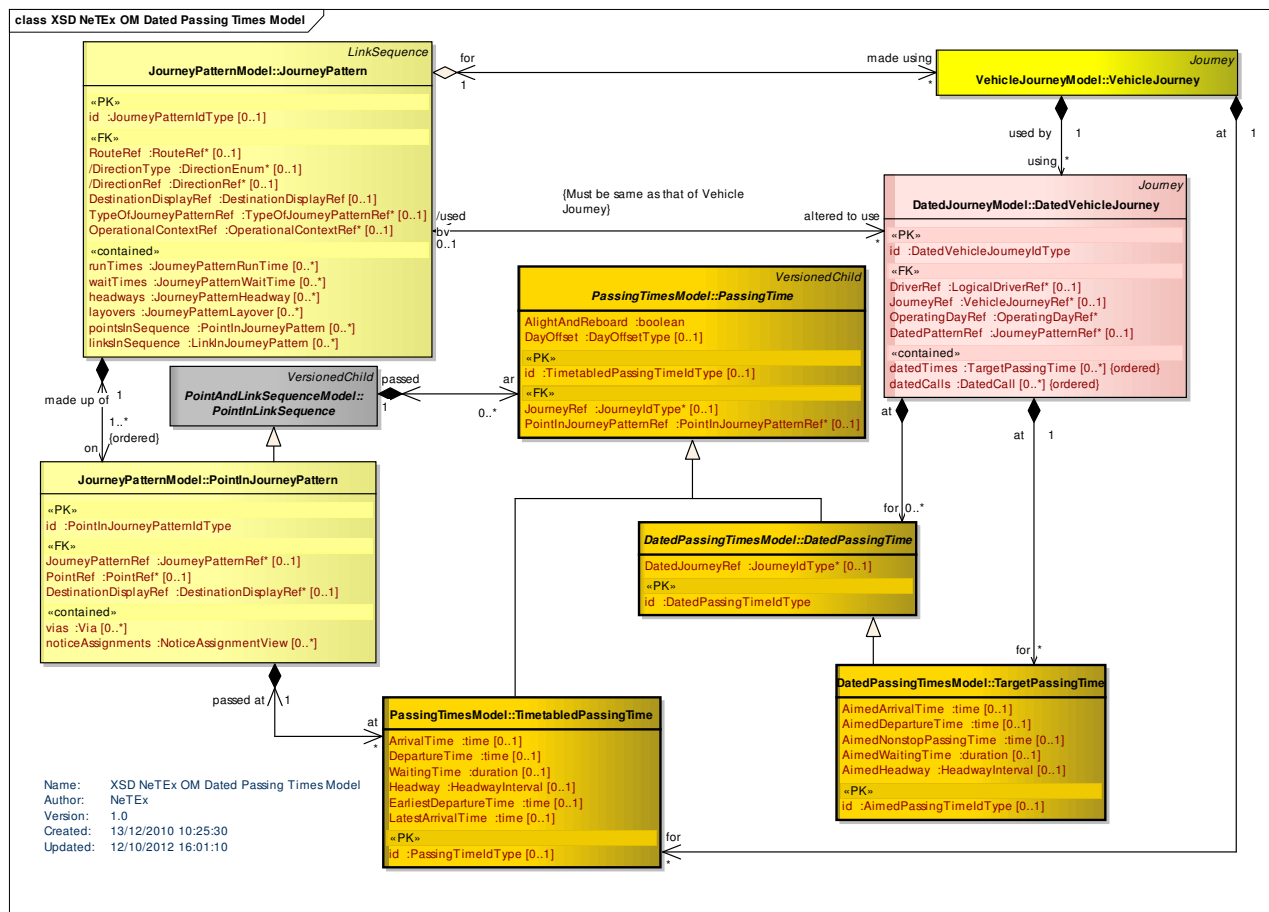 class XSD NeTEx OM Dated Passing Times Model
LinkSequence
JourneyPatternModel::JourneyPattern
«PK»
id :JourneyPatternIdType [0..1]
«FK»
RouteRef :RouteRef* [0..1]
/DirectionType :DirectionEnum* [0..1]
/DirectionRef :DirectionRef* [0..1]
DestinationDisplayRef :DestinationDisplayRef [0..1]
TypeOfJourneyPatternRef :TypeOfJourneyPatternRef* [0..1]
OperationalContextRef :OperationalContextRef* [0..1]
«contained»
runTimes :JourneyPatternRunTime [0..*]
waitTimes :JourneyPatternWaitTime [0..*]
headways :JourneyPatternHeadway [0..*]
layovers :JourneyPatternLayover [0..*]
pointsInSequence :PointInJourneyPattern [0..*]
linksInSequence :LinkInJourneyPattern [0..*]
for
1
made using
*
Journey
VehicleJourneyModel::VehicleJourney
used by
1
using
*
at
1
{Must be same as that of Vehicle
Journey}
/used
by
0..1
altered to use
*
Journey
DatedJourneyModel::DatedVehicleJourney
«PK»
id :DatedVehicleJourneyIdType
«FK»
DriverRef :LogicalDriverRef* [0..1]
JourneyRef :VehicleJourneyRef* [0..1]
OperatingDayRef :OperatingDayRef*
DatedPatternRef :JourneyPatternRef* [0..1]
«contained»
datedTimes :TargetPassingTime [0..*] {ordered}
datedCalls :DatedCall [0..*] {ordered}
VersionedChild
PassingTimesModel::PassingTime
AlightAndReboard :boolean
DayOffset :DayOffsetType [0..1]
«PK»
id :TimetabledPassingTimeIdType [0..1]
«FK»
JourneyRef :JourneyIdType* [0..1]
PointInJourneyPatternRef :PointInJourneyPatternRef* [0..1]
VersionedChild
PointAndLinkSequenceModel::
PointInLinkSequence
passed
1
ar
0..*
made up of
1
1..*
{ordered}
on
JourneyPatternModel::PointInJourneyPattern
«PK»
id :PointInJourneyPatternIdType
«FK»
JourneyPatternRef :JourneyPatternRef* [0..1]
PointRef :PointRef* [0..1]
DestinationDisplayRef :DestinationDisplayRef* [0..1]
«contained»
vias :Via [0..*]
noticeAssignments :NoticeAssignmentView [0..*]
at
for
0..*
at
1
for
*
DatedPassingTimesModel::DatedPassingTime
DatedJourneyRef :JourneyIdType* [0..1]
«PK»
id :DatedPassingTimeIdType
DatedPassingTimesModel::TargetPassingTime
AimedArrivalTime :time [0..1]
AimedDepartureTime :time [0..1]
AimedNonstopPassingTime :time [0..1]
AimedWaitingTime :duration [0..1]
AimedHeadway :HeadwayInterval [0..1]
«PK»
id :AimedPassingTimeIdType [0..1]
passed at
1
at
*
PassingTimesModel::TimetabledPassingTime
ArrivalTime :time [0..1]
DepartureTime :time [0..1]
WaitingTime :duration [0..1]
Headway :HeadwayInterval [0..1]
EarliestDepartureTime :time [0..1]
LatestArrivalTime :time [0..1]
«PK»
id :PassingTimeIdType [0..1]
for
*
Name: XSD NeTEx OM Dated Passing Times Model
Author: NeTEx
Version: 1.0
Created: 13/12/2010 10:25:30
Updated: 12/10/2012 16:01:10